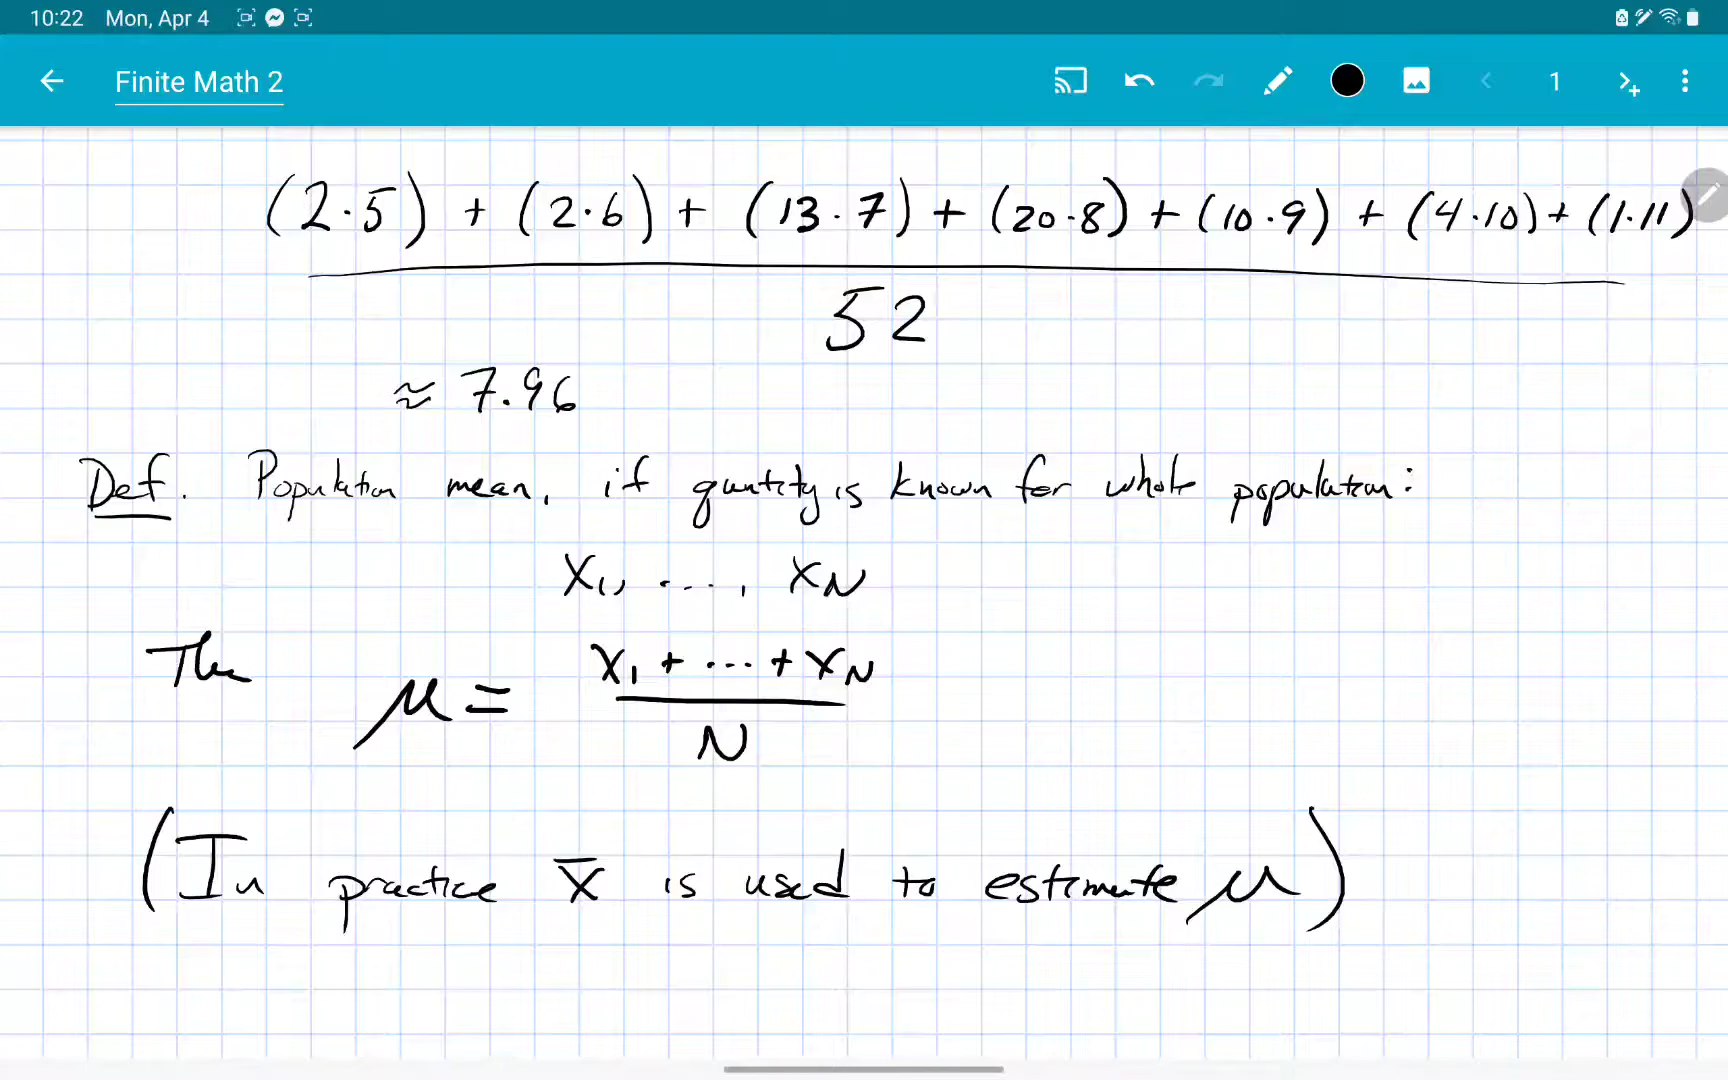 10:22 Mon, Apr 4
Finite Math 2
1
(2·5) + (2·6) + (13·7) + (20·8) + (10·9) + (4·10) + (1·11)
52
≈ 7.96
Def. Population mean, if quntity is known for whole population:
x₁, ..., x_N
The
μ = x₁ + ... + x_N
N
(In practice x̄ is used to estimate μ)